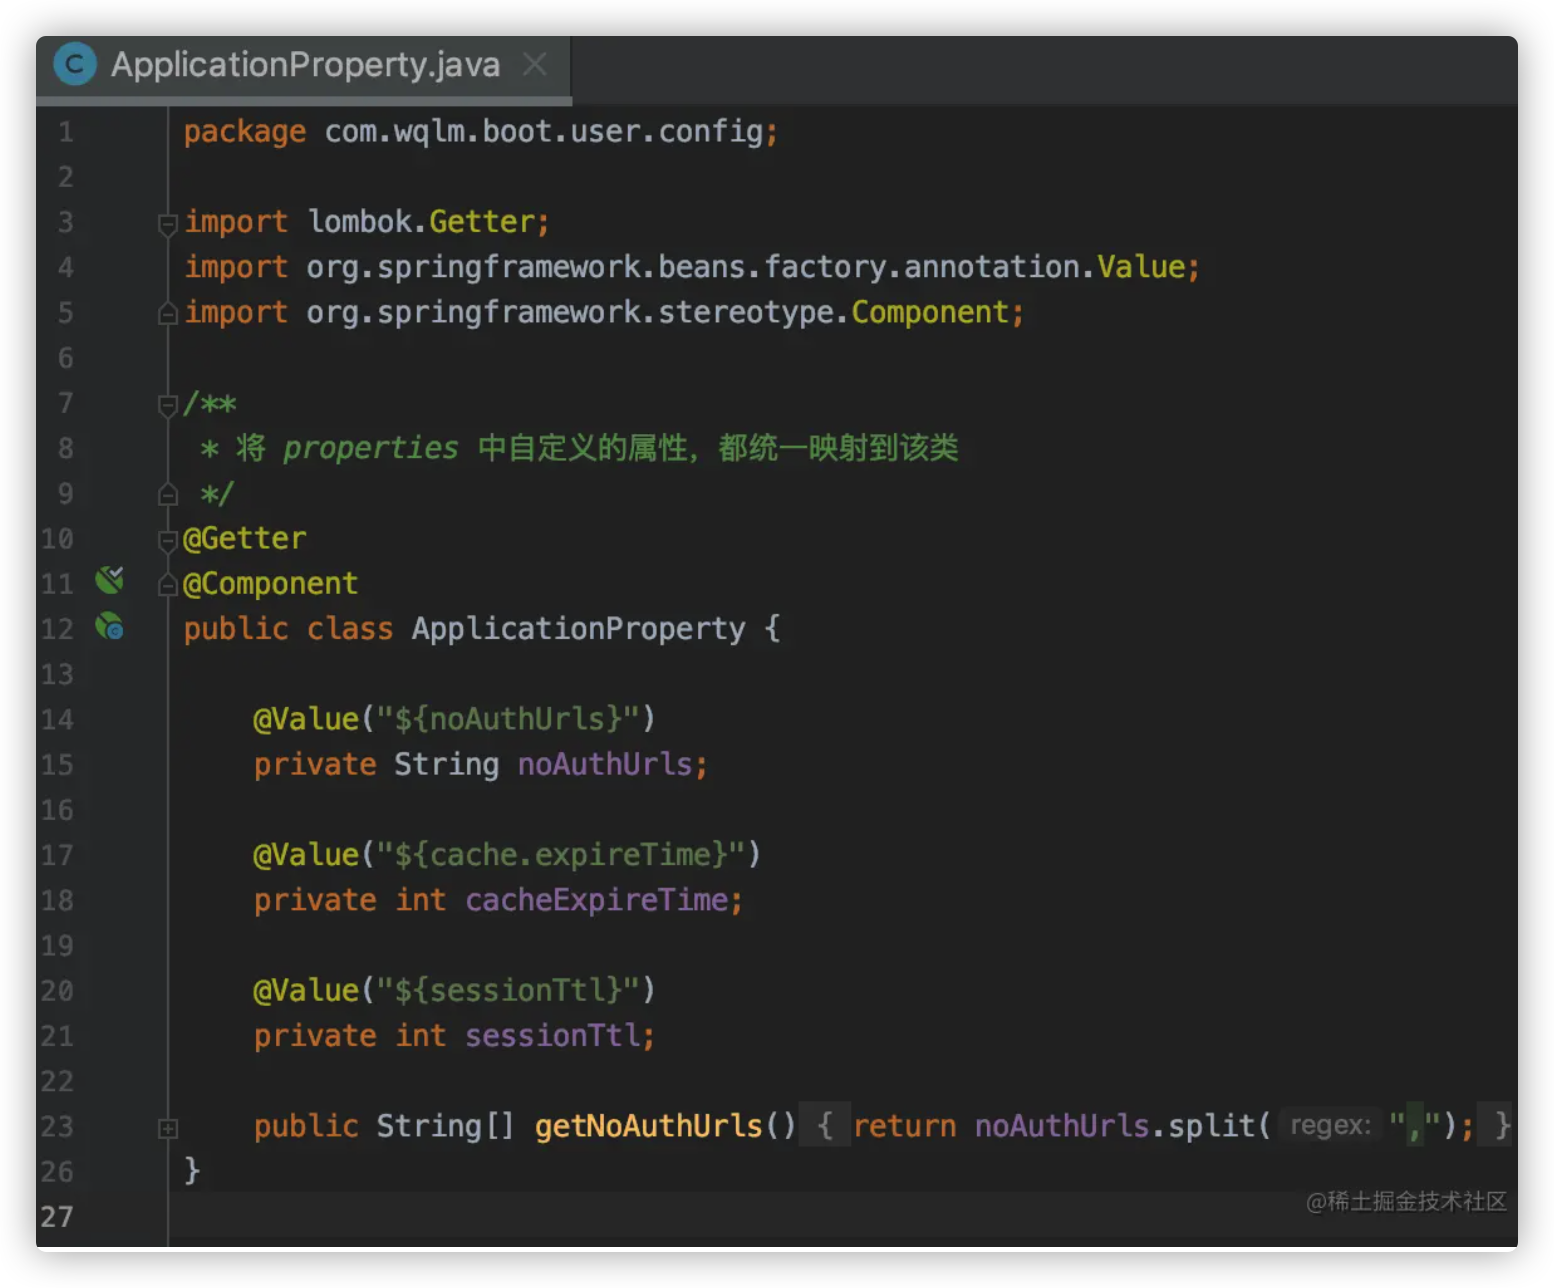 ApplicationProperty.java
1 package com.wqlm.boot.user.config;
2
3 import lombok.Getter;
4 import org.springframework.beans.factory.annotation.Value;
5 import org.springframework.stereotype.Component;
6
7 /**
8 * 将 properties 中自定义的属性，都统一映射到该类
9 */
10 @Getter
11 @Component
12 public class ApplicationProperty {
13
14 @Value("${noAuthUrls}")
15 private String noAuthUrls;
16
17 @Value("${cache.expireTime}")
18 private int cacheExpireTime;
19
20 @Value("${sessionTtl}")
21 private int sessionTtl;
22
23 public String[] getNoAuthUrls() { return noAuthUrls.split( regex: ","); }
26 }
27
@稀土掘金技术社区